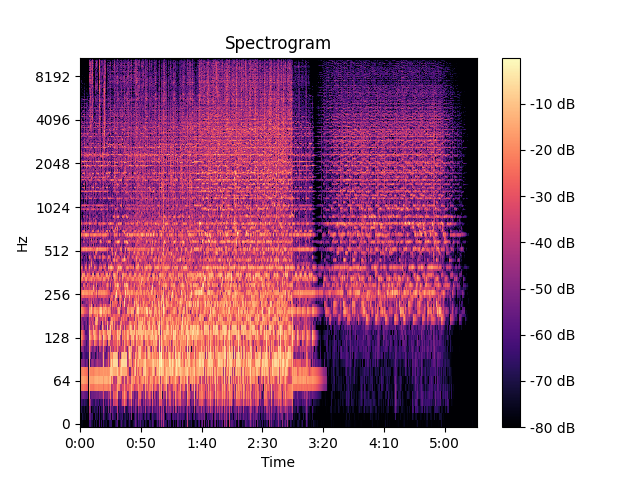 Spectrogram
8192
4096
2048
1024
512
256
128
64
0
Hz
0:00 0:50 1:40 2:30 3:20 4:10 5:00
Time
-10 dB
-20 dB
-30 dB
-40 dB
-50 dB
-60 dB
-70 dB
-80 dB